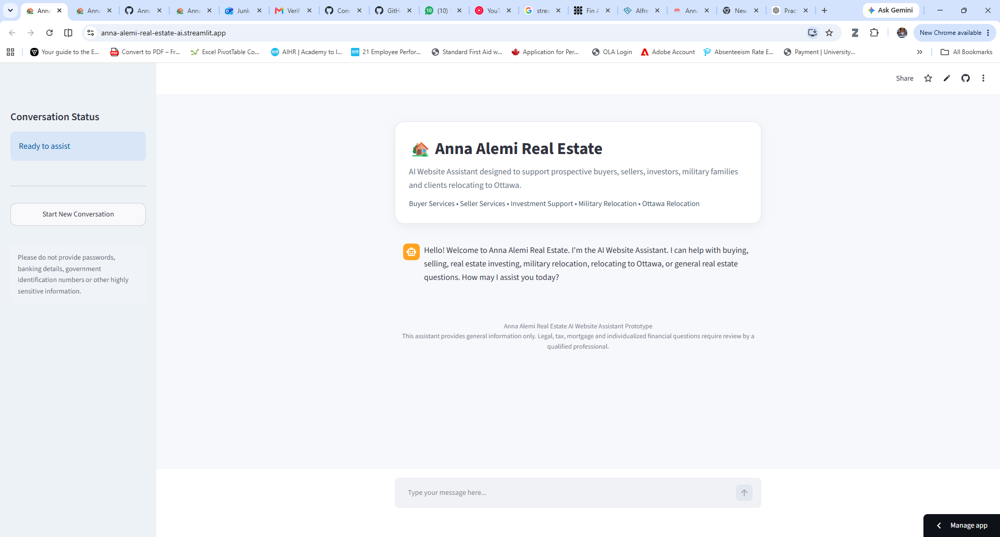 Anna
Anna
Anna
Anna
Junk
Verif
Conn
GitH
(10)
YouT
strea
Fin A
Alfre
Anna
New
Prac
Ask Gemini
anna-alemi-real-estate-ai.streamlit.app
New Chrome available
Your guide to the E...
Convert to PDF – Fr...
Excel PivotTable Co...
AIHR | Academy to I...
21 Employee Perfor...
Standard First Aid w...
Application for Per...
OLA Login
Adobe Account
Absenteeism Rate E...
Payment | University...
All Bookmarks
Share
Conversation Status
Ready to assist
Start New Conversation
Please do not provide passwords,
banking details, government
identification numbers or other highly
sensitive information.
Anna Alemi Real Estate
AI Website Assistant designed to support prospective buyers, sellers, investors, military families
and clients relocating to Ottawa.
Buyer Services • Seller Services • Investment Support • Military Relocation • Ottawa Relocation
Hello! Welcome to Anna Alemi Real Estate. I'm the AI Website Assistant. I can help with buying,
selling, real estate investing, military relocation, relocating to Ottawa, or general real estate
questions. How may I assist you today?
Anna Alemi Real Estate AI Website Assistant Prototype
This assistant provides general information only. Legal, tax, mortgage and individualized financial questions require review by a
qualified professional.
Type your message here...
Manage app